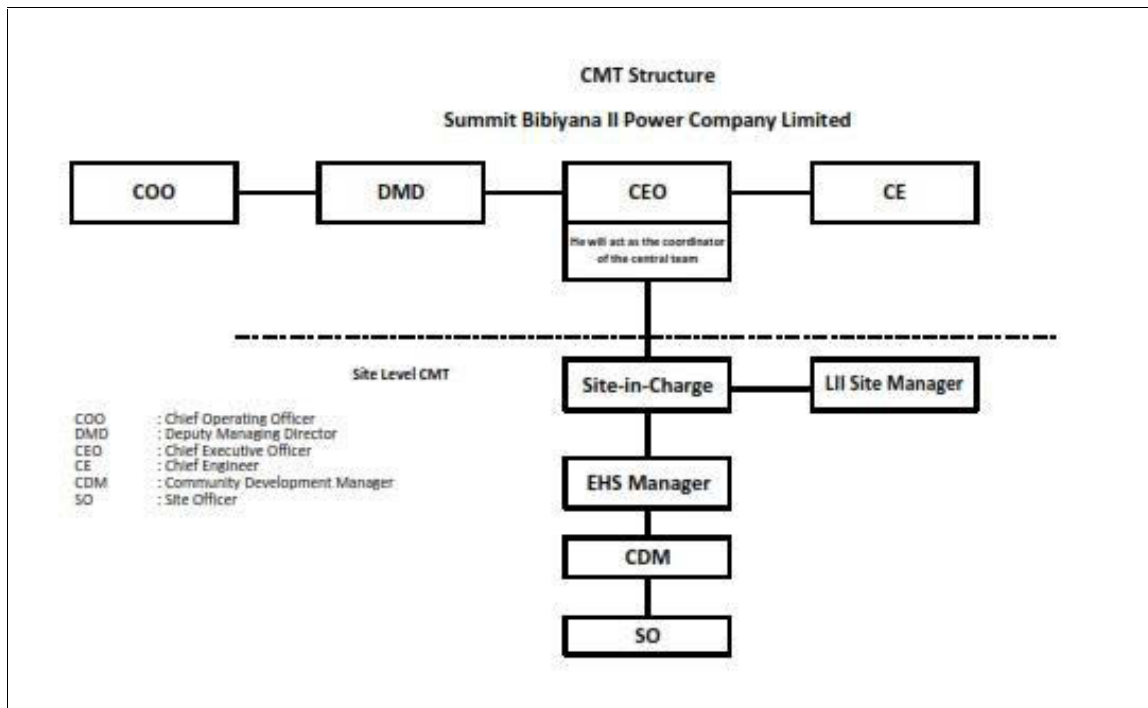 CMT Structure
Summit Bibiyana II Power Company Limited
COO
DMD
CEO
CE
He will act as the coordinator
of the central team
Site Level CMT
Site-in-Charge
LII Site Manager
COO : Chief Operating Officer
DMD : Deputy Managing Director
CEO : Chief Executive Officer
CE : Chief Engineer
CDM : Community Development Manager
SO : Site Officer
EHS Manager
CDM
SO